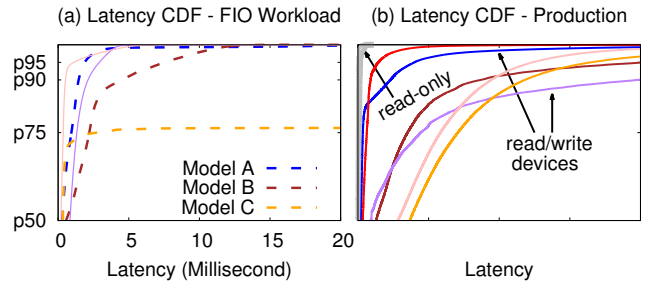 (a) Latency CDF - FIO Workload
(b) Latency CDF - Production
p95
p90
p75
p50
Model A
Model B
Model C
0
5
10
15
20
Latency (Millisecond)
read-only
read/write
devices
Latency